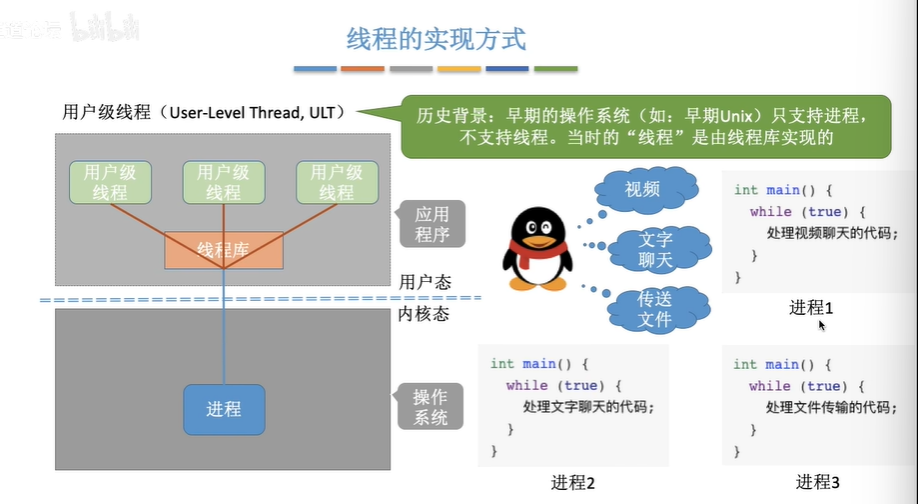 bilibili
线程的实现方式
用户级线程（User-Level Thread, ULT）
历史背景：早期的操作系统（如：早期Unix）只支持进程，
不支持线程。当时的“线程”是由线程库实现的
用户级
线程
用户级
线程
用户级
线程
线程库
应用
程序
用户态
内核态
进程
操作
系统
视频
文字
聊天
传送
文件
int main() {
while (true) {
处理视频聊天的代码;
}
}
进程1
int main() {
while (true) {
处理文字聊天的代码;
}
}
进程2
int main() {
while (true) {
处理文件传输的代码;
}
}
进程3